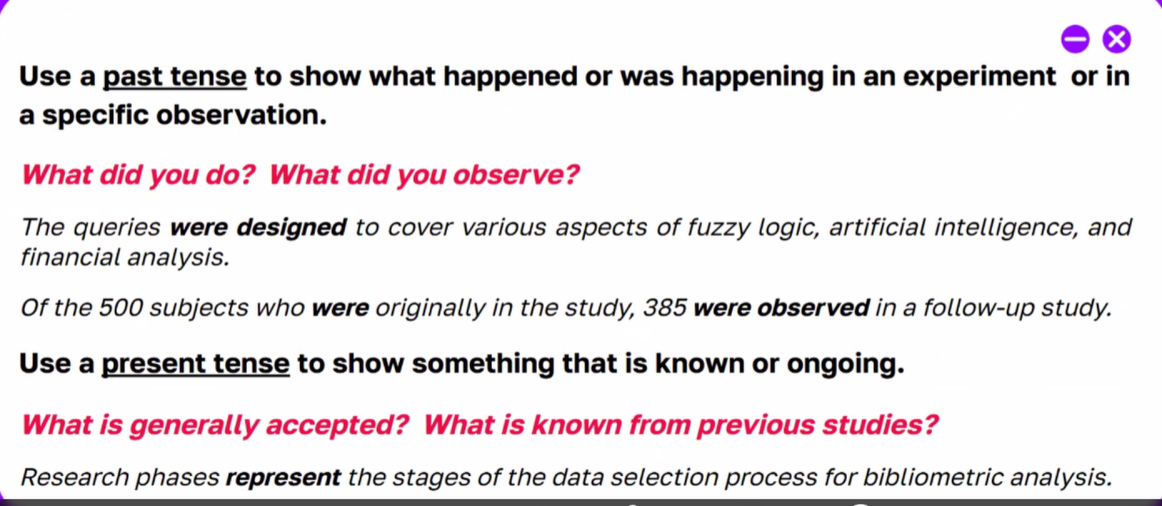 Use a past tense to show what happened or was happening in an experiment or in
a specific observation.
What did you do? What did you observe?
The queries were designed to cover various aspects of fuzzy logic, artificial intelligence, and
financial analysis.
Of the 500 subjects who were originally in the study, 385 were observed in a follow-up study.
Use a present tense to show something that is known or ongoing.
What is generally accepted? What is known from previous studies?
Research phases represent the stages of the data selection process for bibliometric analysis.